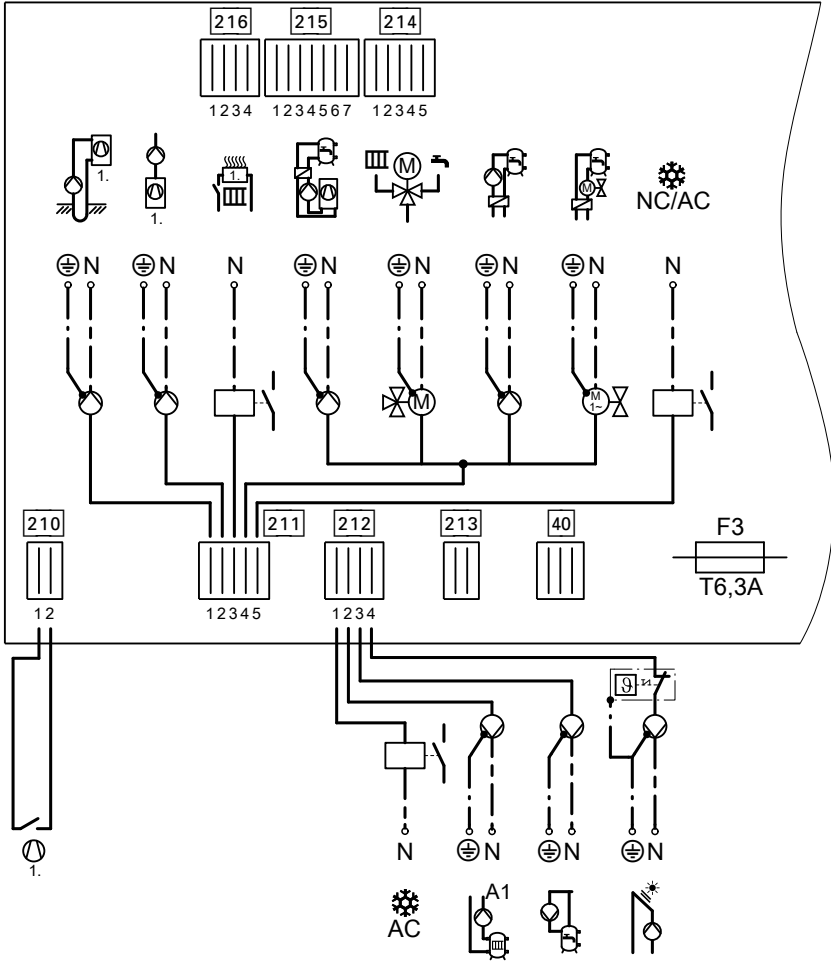 216 215 214
1234 1234567 12345
1. 1. 1. M M NC/AC
N N N N N N N N
M M 1~
210 211 212 213 40 F3
T6,3A
12 12345 1234
ϑ
1. N N N N
AC A1